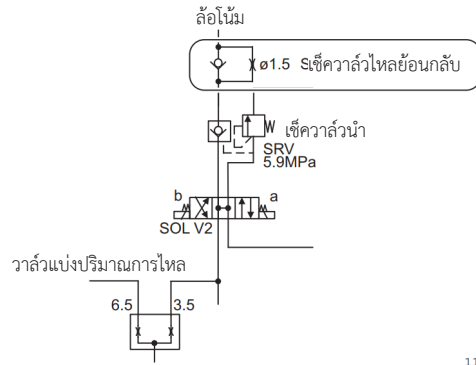 ล้อโน้ม
ø1.5 S เช็ควาล์วไหลย้อนกลับ
เช็ควาล์วนำ
SRV
5.9MPa
b a
SOL V2
วาล์วแบ่งปริมาณการไหล
6.5 3.5
11